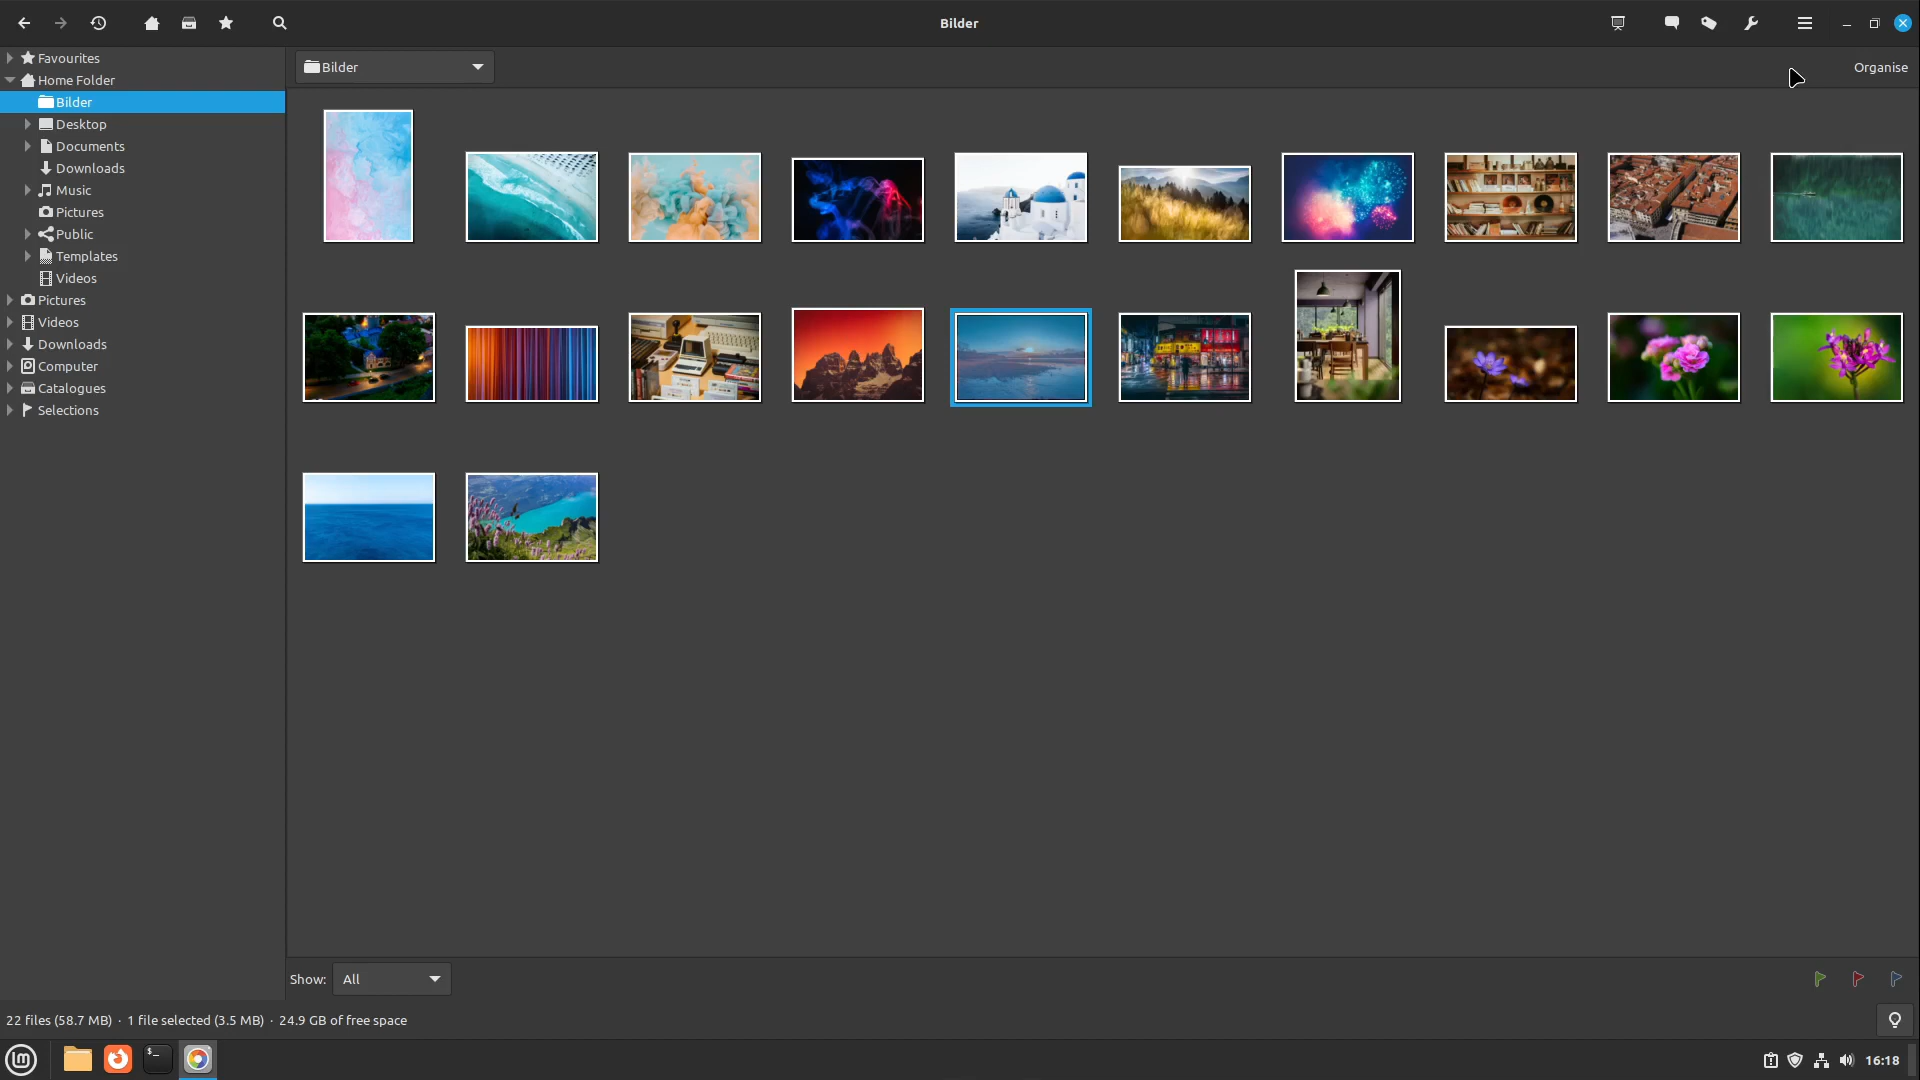 Bilder
Favourites
Home Folder
Bilder
Desktop
Documents
Downloads
Music
Pictures
Public
Templates
Videos
Pictures
Videos
Downloads
Computer
Catalogues
Selections
Bilder
Organise
Show: All
22 files (58.7 MB) · 1 file selected (3.5 MB) · 24.9 GB of free space
16:18